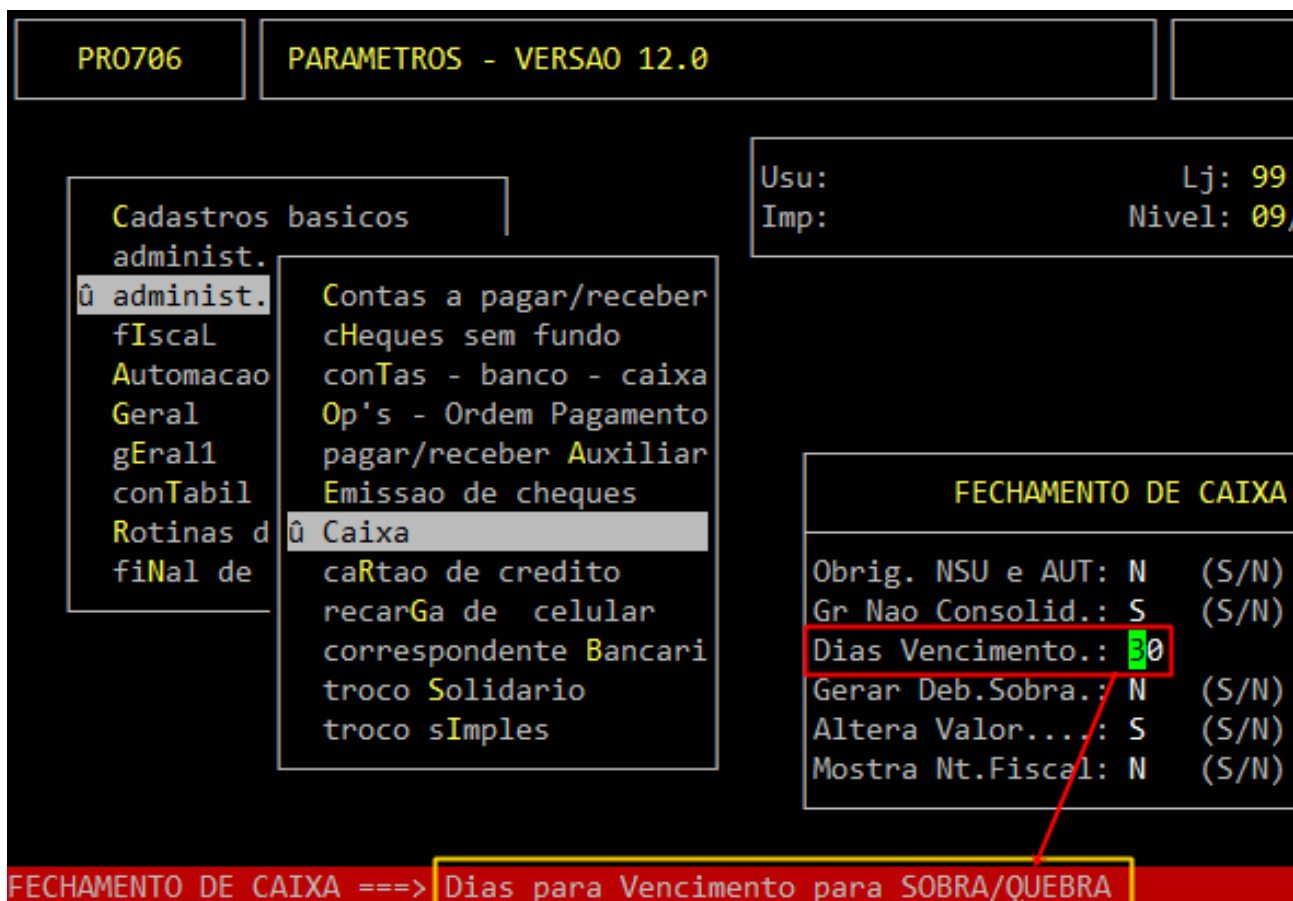 PRO706
PARAMETROS - VERSAO 12.0
Usu: Lj: 99
Imp: Nivel: 09/
Cadastros basicos
administ.
û administ.
fIscaL
Automacao
Geral
gEral1
conTabil
Rotinas d
fiNal de
Contas a pagar/receber
cHeques sem fundo
conTas - banco - caixa
Op's - Ordem Pagamento
pagar/receber Auxiliar
Emissao de cheques
û Caixa
caRtao de credito
recarGa de celular
correspondente Bancari
troco Solidario
troco sImples
FECHAMENTO DE CAIXA
Obrig. NSU e AUT: N (S/N)
Gr Nao Consolid.: S (S/N)
Dias Vencimento.: 30
Gerar Deb.Sobra.: N (S/N)
Altera Valor....: S (S/N)
Mostra Nt.Fiscal: N (S/N)
FECHAMENTO DE CAIXA ===> Dias para Vencimento para SOBRA/QUEBRA